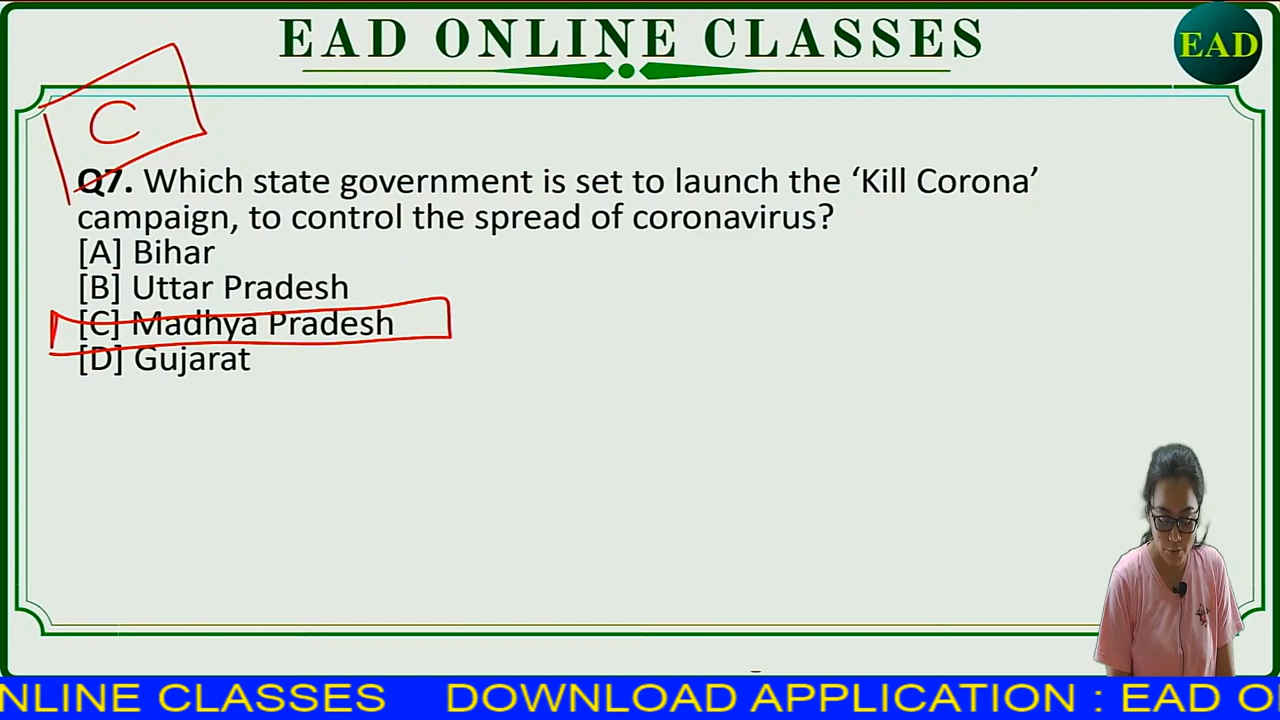 EAD ONLINE CLASSES
EAD
C
Q7. Which state government is set to launch the ‘Kill Corona’
campaign, to control the spread of coronavirus?
[A] Bihar
[B] Uttar Pradesh
[C] Madhya Pradesh
[D] Gujarat
NLINE CLASSES DOWNLOAD APPLICATION : EAD O